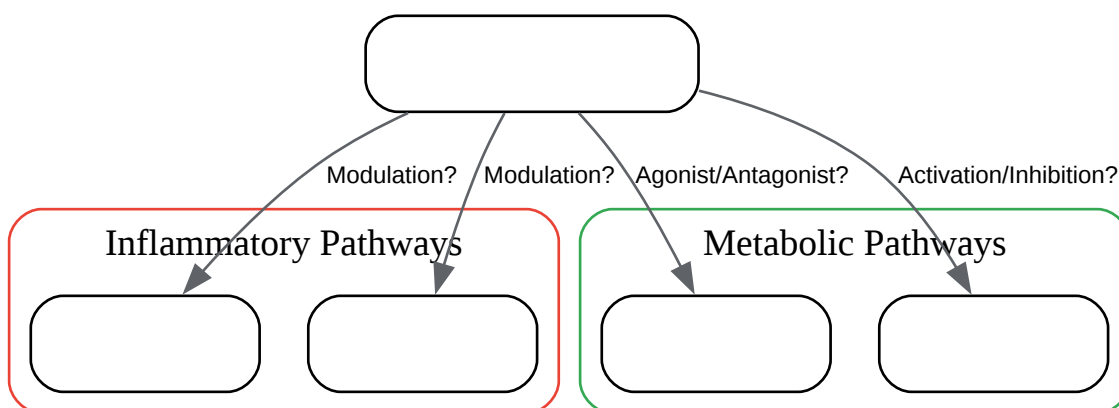 Modulation?
Modulation?
Agonist/Antagonist?
Activation/Inhibition?
Inflammatory Pathways
Metabolic Pathways